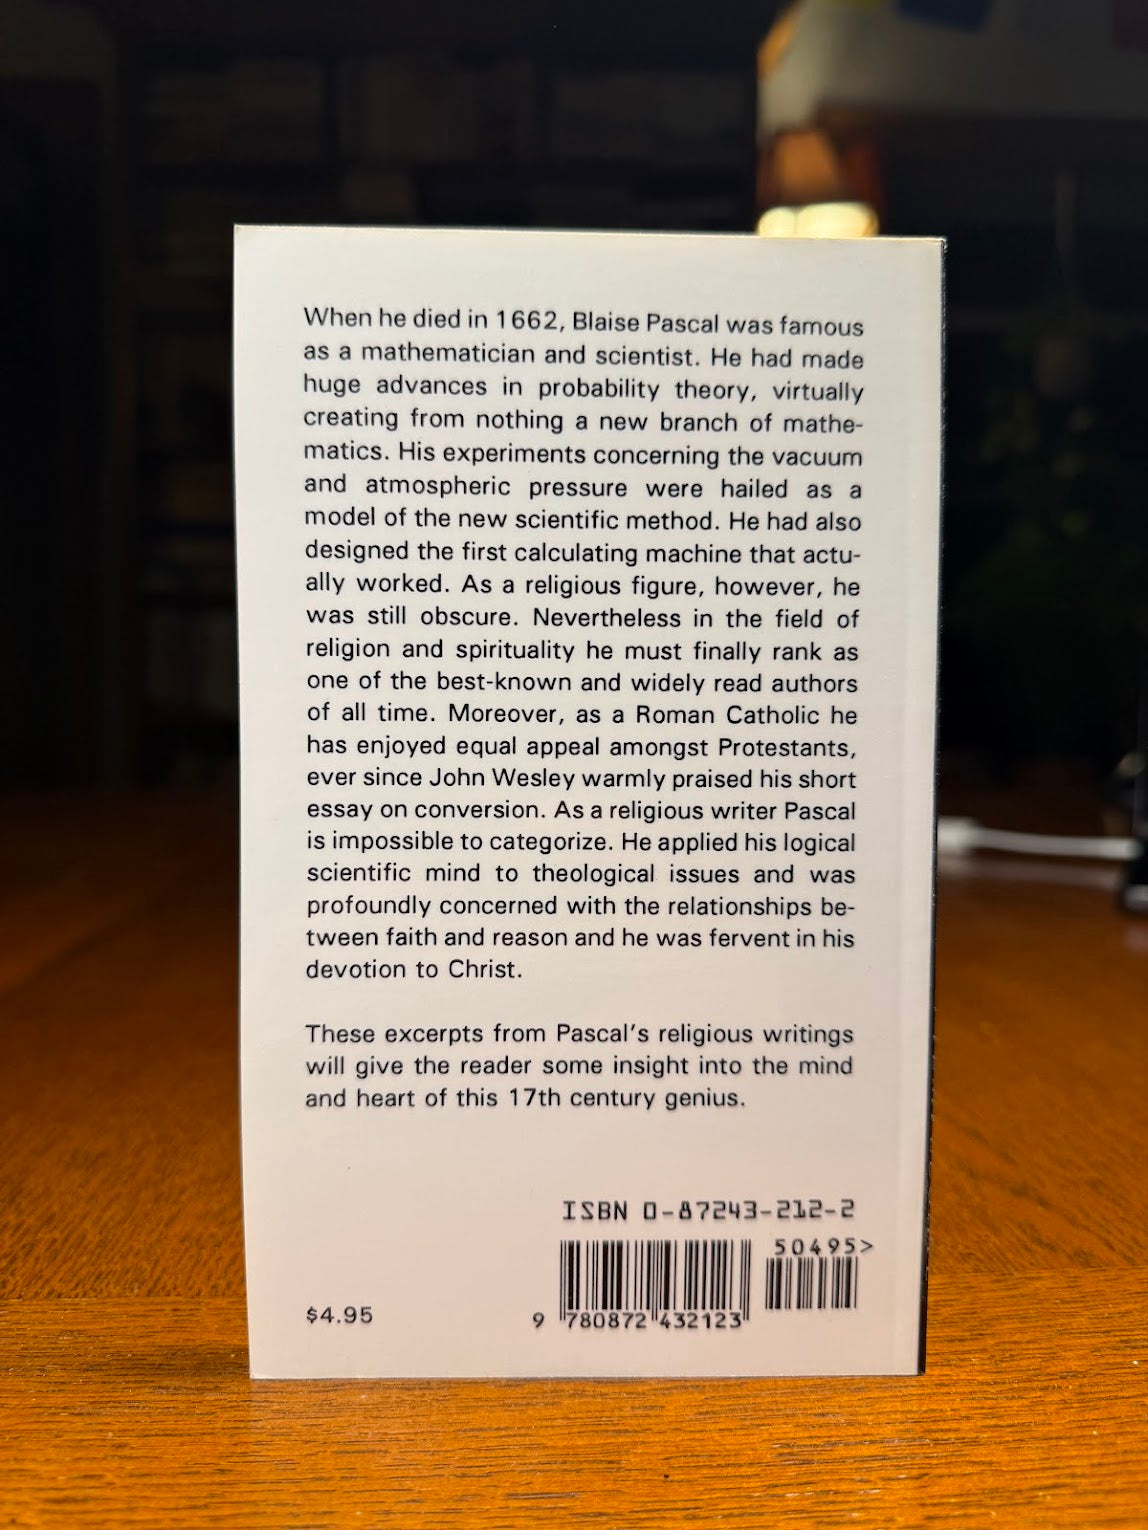 When he died in 1662, Blaise Pascal was famous
as a mathematician and scientist. He had made
huge advances in probability theory, virtually
creating from nothing a new branch of mathe-
matics. His experiments concerning the vacuum
and atmospheric pressure were hailed as a
model of the new scientific method. He had also
designed the first calculating machine that actu-
ally worked. As a religious figure, however, he
was still obscure. Nevertheless in the field of
religion and spirituality he must finally rank as
one of the best-known and widely read authors
of all time. Moreover, as a Roman Catholic he
has enjoyed equal appeal amongst Protestants,
ever since John Wesley warmly praised his short
essay on conversion. As a religious writer Pascal
is impossible to categorize. He applied his logical
scientific mind to theological issues and was
profoundly concerned with the relationships be-
tween faith and reason and he was fervent in his
devotion to Christ.
These excerpts from Pascal's religious writings
will give the reader some insight into the mind
and heart of this 17th century genius.
ISBN 0-87243-212-2
50495>
$4.95
9 780872 432123